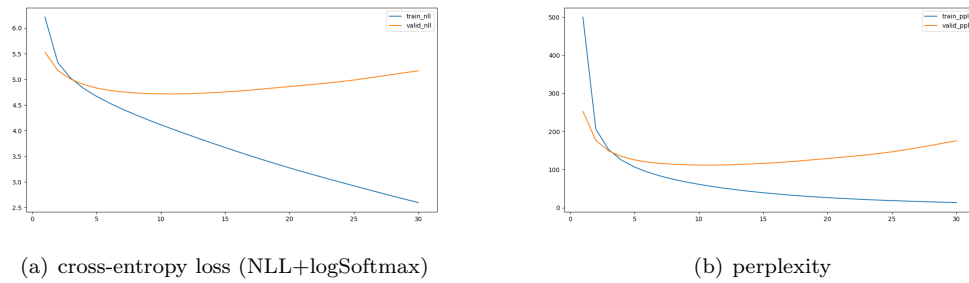 train_nll
valid_nll
6.0
5.5
5.0
4.5
4.0
3.5
3.0
2.5
0 5 10 15 20 25 30
(a) cross-entropy loss (NLL+logSoftmax)
train_ppl
valid_ppl
500
400
300
200
100
0
0 5 10 15 20 25 30
(b) perplexity